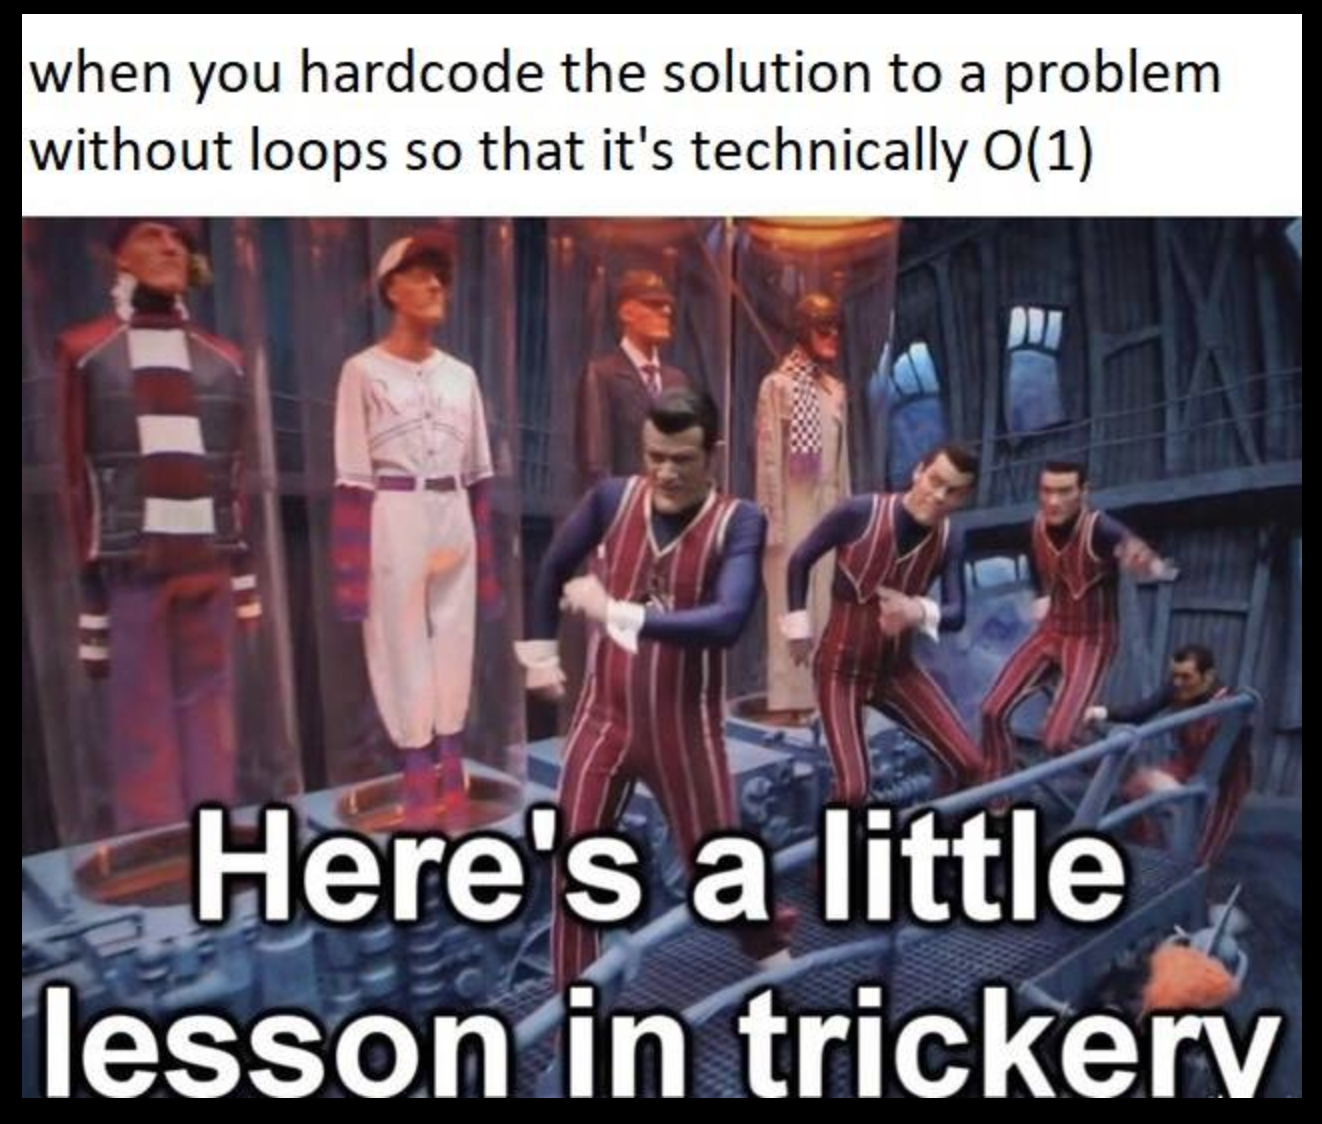 when you hardcode the solution to a problem
without loops so that it's technically O(1)
Here's a little
lesson in trickery